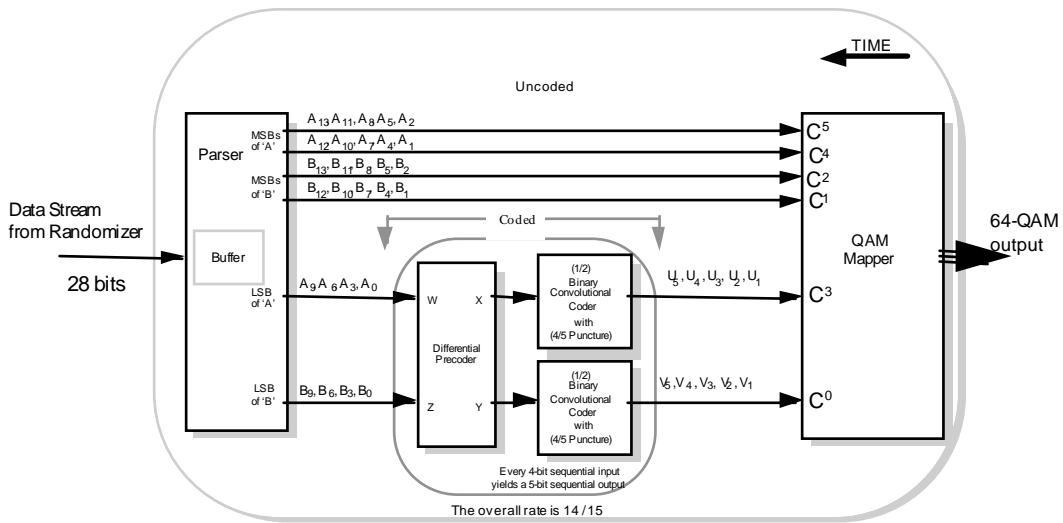 TIME
Uncoded
Parser
MSBs
of 'A'
MSBs
of 'B'
A13 A11, A8 A5, A2
A12 A10, A7 A4, A1
B13, B11, B8, B5, B2
B12, B10, B7 B4, B1
C5
C4
C2
C1
Data Stream
from Randomizer
28 bits
Buffer
LSB
of 'A'
A9 A6 A3, A0
LSB
of 'B'
B9, B6, B3, B0
Coded
W
X
Differential
Precoder
Z
Y
(1/2)
Binary
Convolutional
Coder
with
(4/5 Puncture)
(1/2)
Binary
Convolutional
Coder
with
(4/5 Puncture)
U5, U4, U3, U2, U1
V5, V4, V3, V2, V1
C3
C0
QAM
Mapper
64-QAM
output
Every 4-bit sequential input
yields a 5-bit sequential output
The overall rate is 14/15